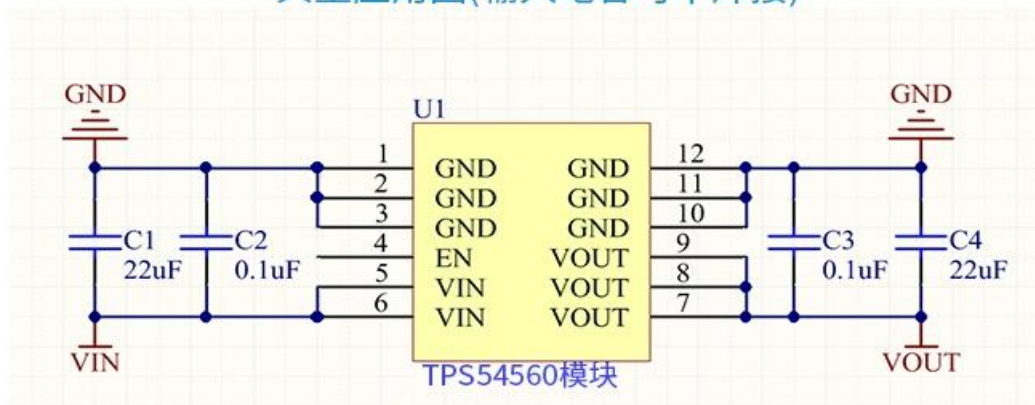 GND
GND
U1
1
GND
GND
12
2
GND
GND
11
3
GND
GND
10
4
EN
VOUT
9
5
VIN
VOUT
8
6
VIN
VOUT
7
C1
22uF
C2
0.1uF
C3
0.1uF
C4
22uF
VIN
VOUT
TPS54560模块